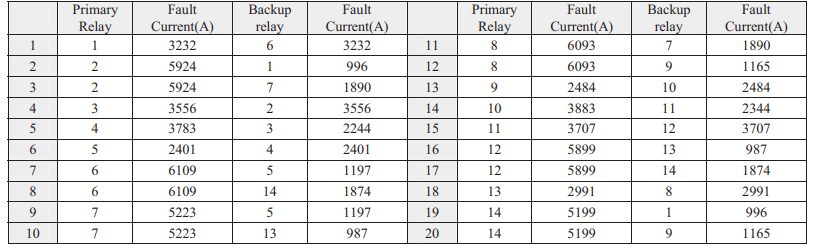 Primary Relay Fault Current(A) Backup relay Fault Current(A) Primary Relay Fault Current(A) Backup relay Fault Current(A)
1 1 3232 6 3232 11 8 6093 7 1890
2 2 5924 1 996 12 8 6093 9 1165
3 2 5924 7 1890 13 9 2484 10 2484
4 3 3556 2 3556 14 10 3883 11 2344
5 4 3783 3 2244 15 11 3707 12 3707
6 5 2401 4 2401 16 12 5899 13 987
7 6 6109 5 1197 17 12 5899 14 1874
8 6 6109 14 1874 18 13 2991 8 2991
9 7 5223 5 1197 19 14 5199 1 996
10 7 5223 13 987 20 14 5199 9 1165